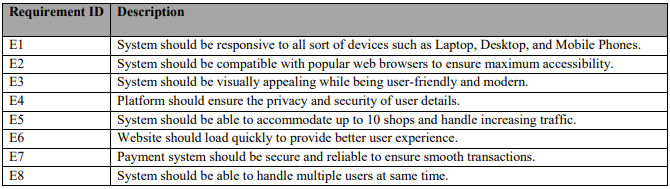 Requirement ID Description
E1 System should be responsive to all sort of devices such as Laptop, Desktop, and Mobile Phones.
E2 System should be compatible with popular web browsers to ensure maximum accessibility.
E3 System should be visually appealing while being user-friendly and modern.
E4 Platform should ensure the privacy and security of user details.
E5 System should be able to accommodate up to 10 shops and handle increasing traffic.
E6 Website should load quickly to provide better user experience.
E7 Payment system should be secure and reliable to ensure smooth transactions.
E8 System should be able to handle multiple users at same time.